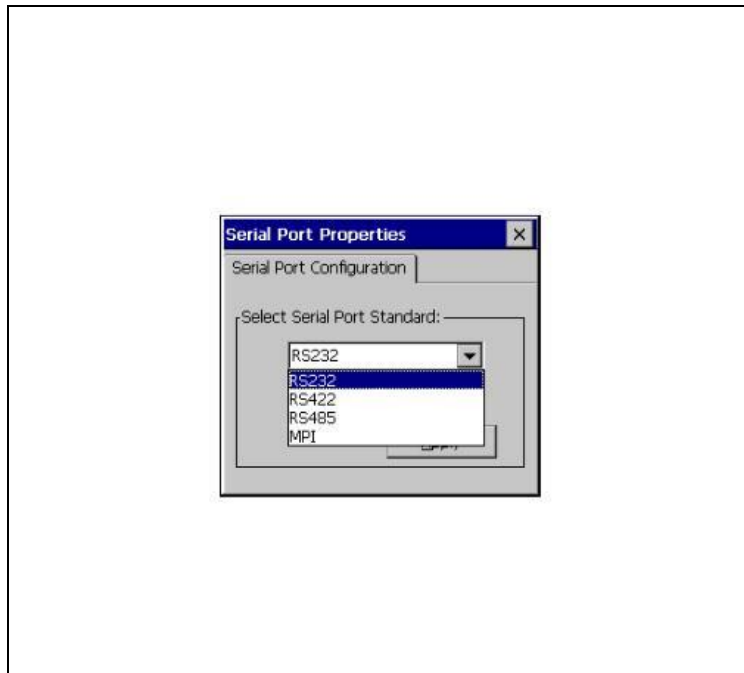 Serial Port Properties
Serial Port Configuration
Select Serial Port Standard:
RS232
RS232
RS422
RS485
MPI